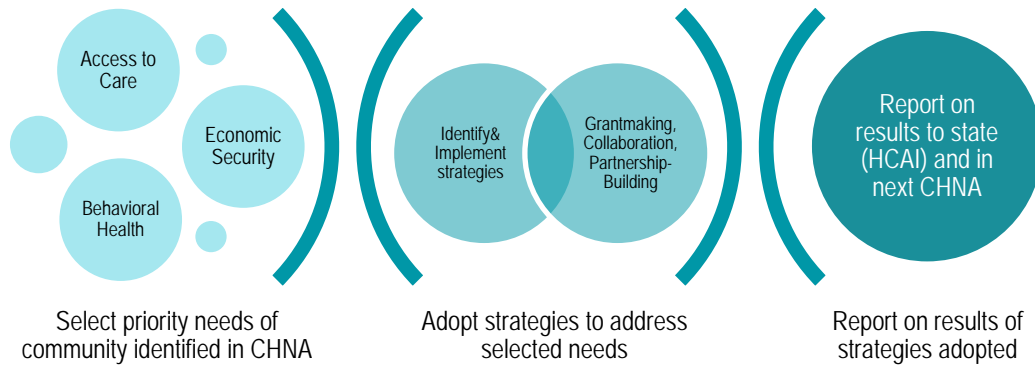 Access to
Care
Economic
Security
Behavioral
Health
Select priority needs of
community identified in CHNA
Identify&
Implement
strategies
Grantmaking,
Collaboration,
Partnership-
Building
Adopt strategies to address
selected needs
Report on
results to state
(HCAI) and in
next CHNA
Report on results of
strategies adopted